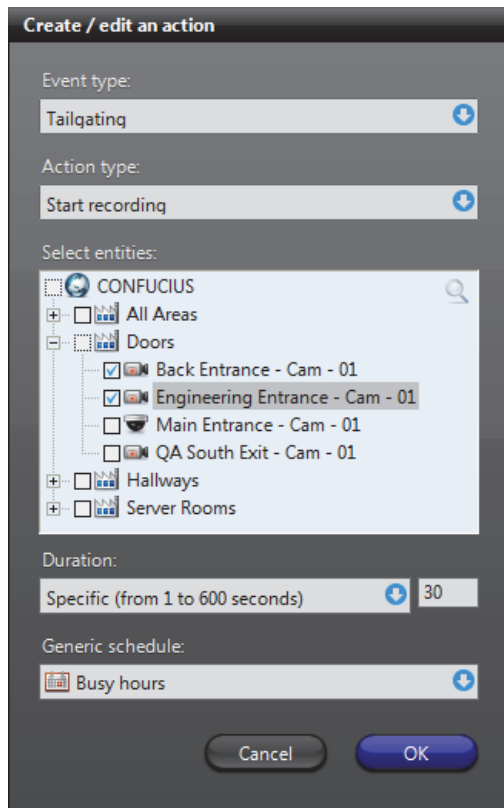 Create / edit an action
Event type:
Tailgating
Action type:
Start recording
Select entities:
CONFUCIUS
All Areas
Doors
Back Entrance - Cam - 01
Engineering Entrance - Cam - 01
Main Entrance - Cam - 01
QA South Exit - Cam - 01
Hallways
Server Rooms
Duration:
Specific (from 1 to 600 seconds) 30
Generic schedule:
Busy hours
Cancel OK